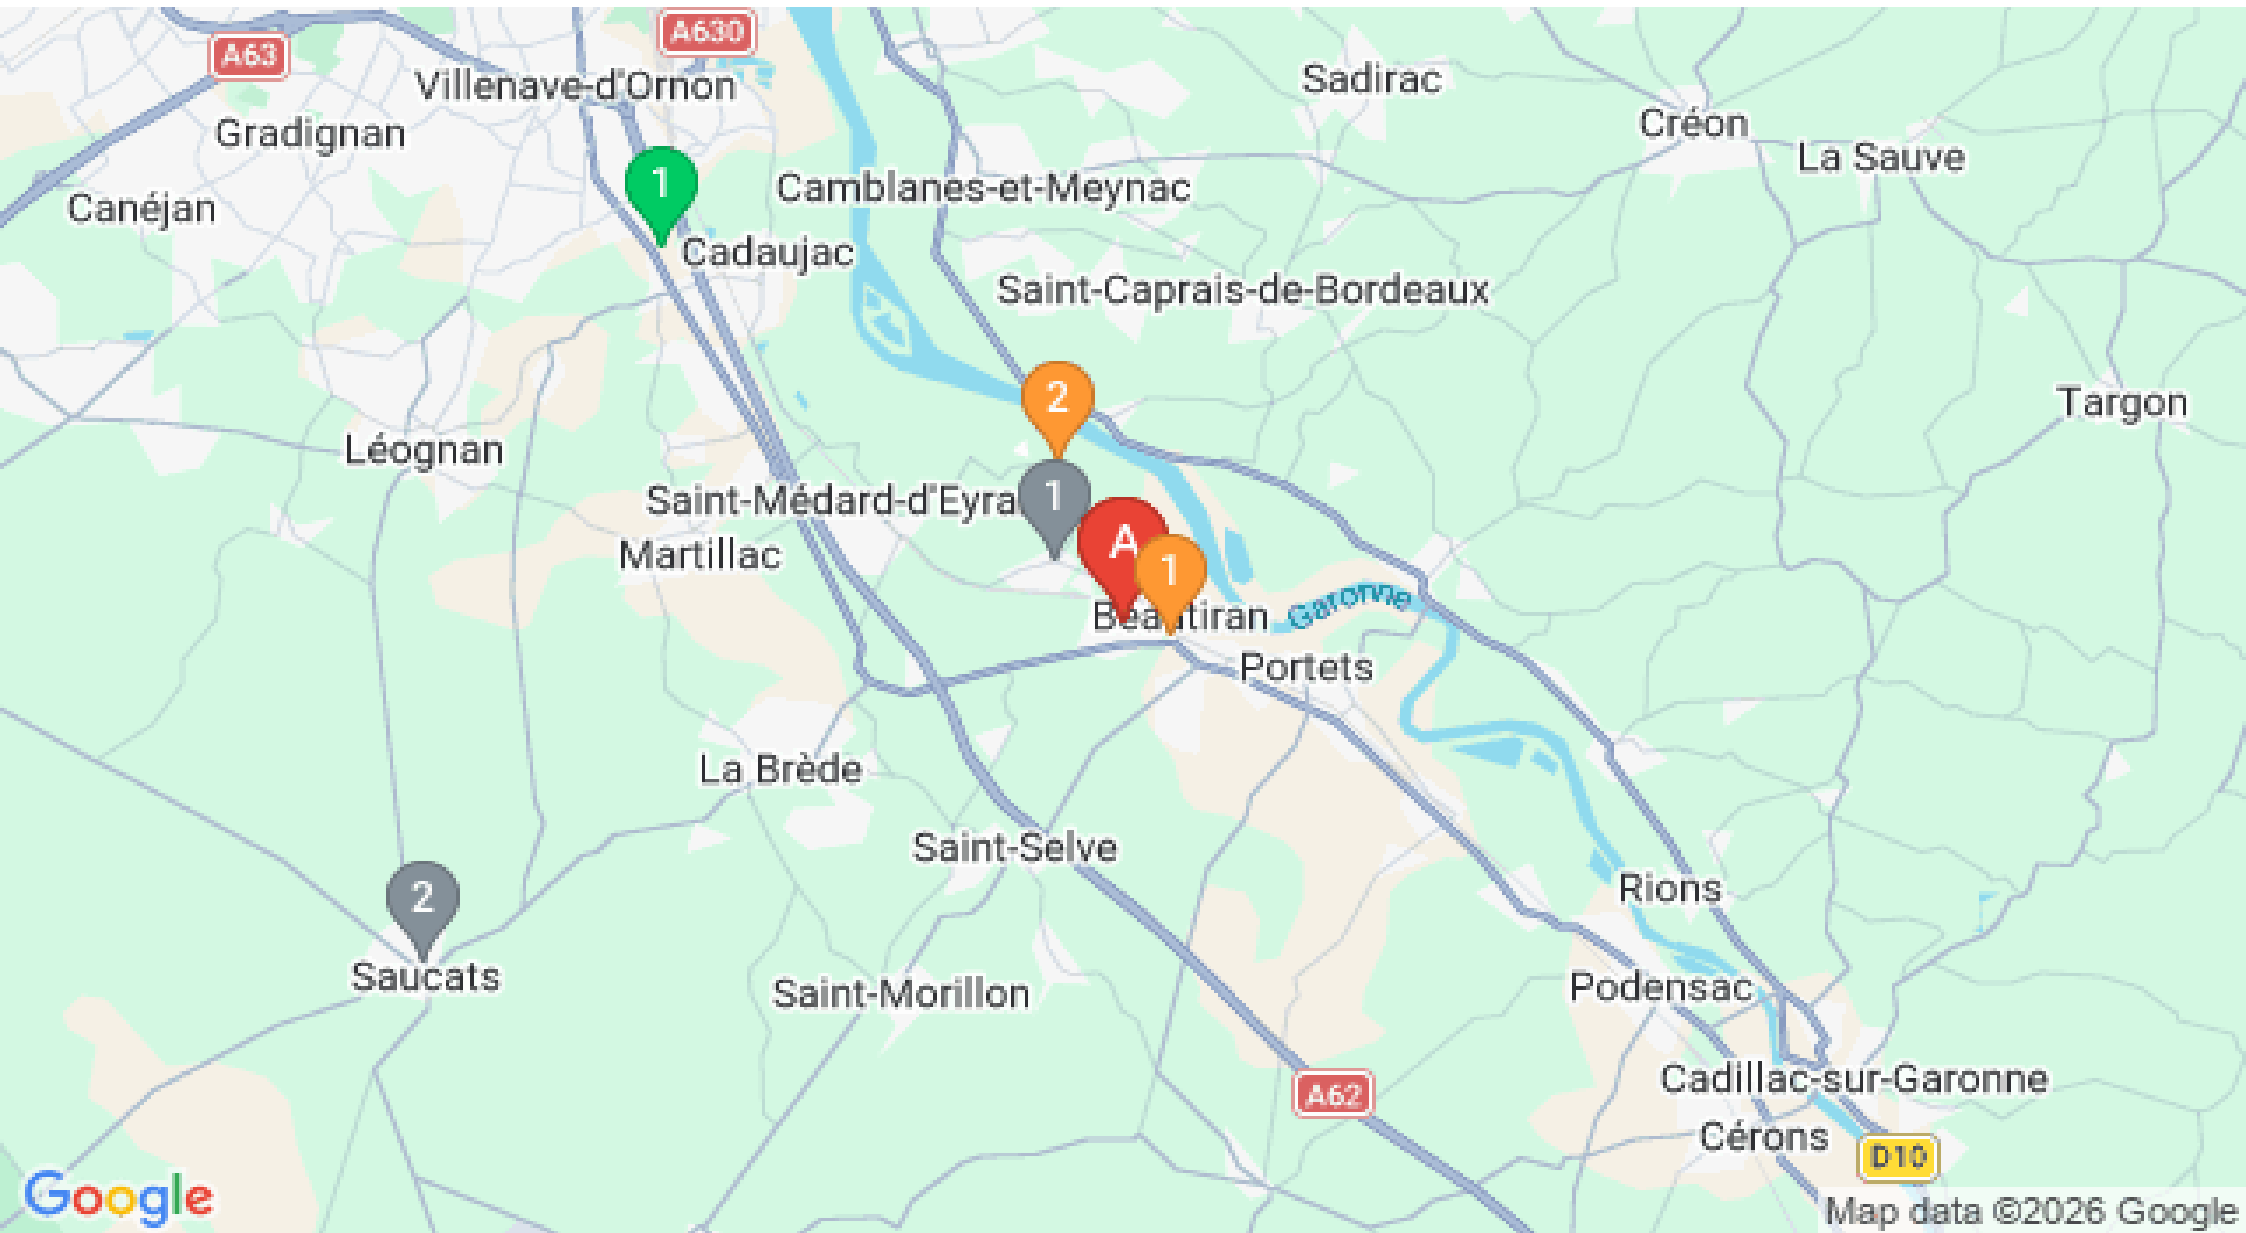 A63
A630
Villenave-d'Ornon
Sadirac
Créon
Gradignan
La Sauve
1
Camblanes-et-Meynac
Canéjan
Cadaujac
Saint-Caprais-de-Bordeaux
2
Targon
Léognan
Saint-Médard-d'Eyra
1
A
Martillac
1
Garonne
Beautiran
Portets
La Brède
Saint-Selve
2
Rions
Saucats
Saint-Morillon
Podensac
Cadillac-sur-Garonne
A62
Cérons
D10
Google
Map data ©2026 Google